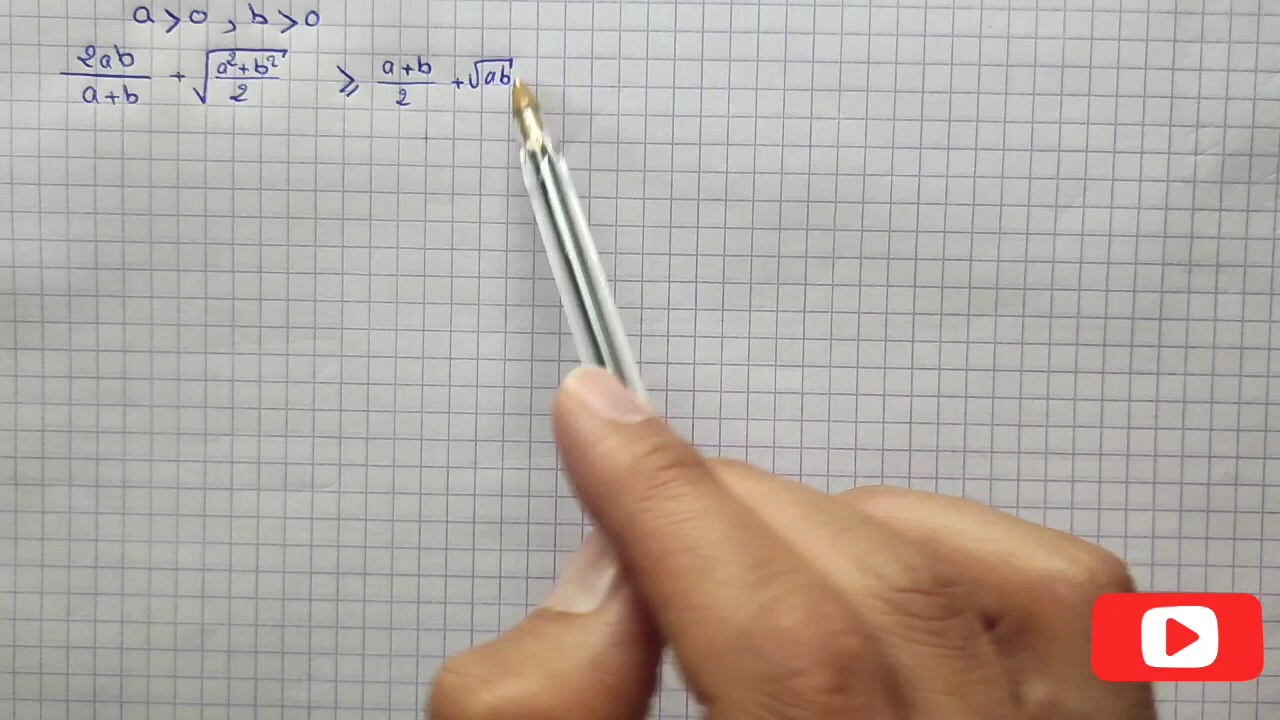 a > 0 , b > 0
2ab/(a+b) + √((a²+b²)/2) ⩾ (a+b)/2 + √ab